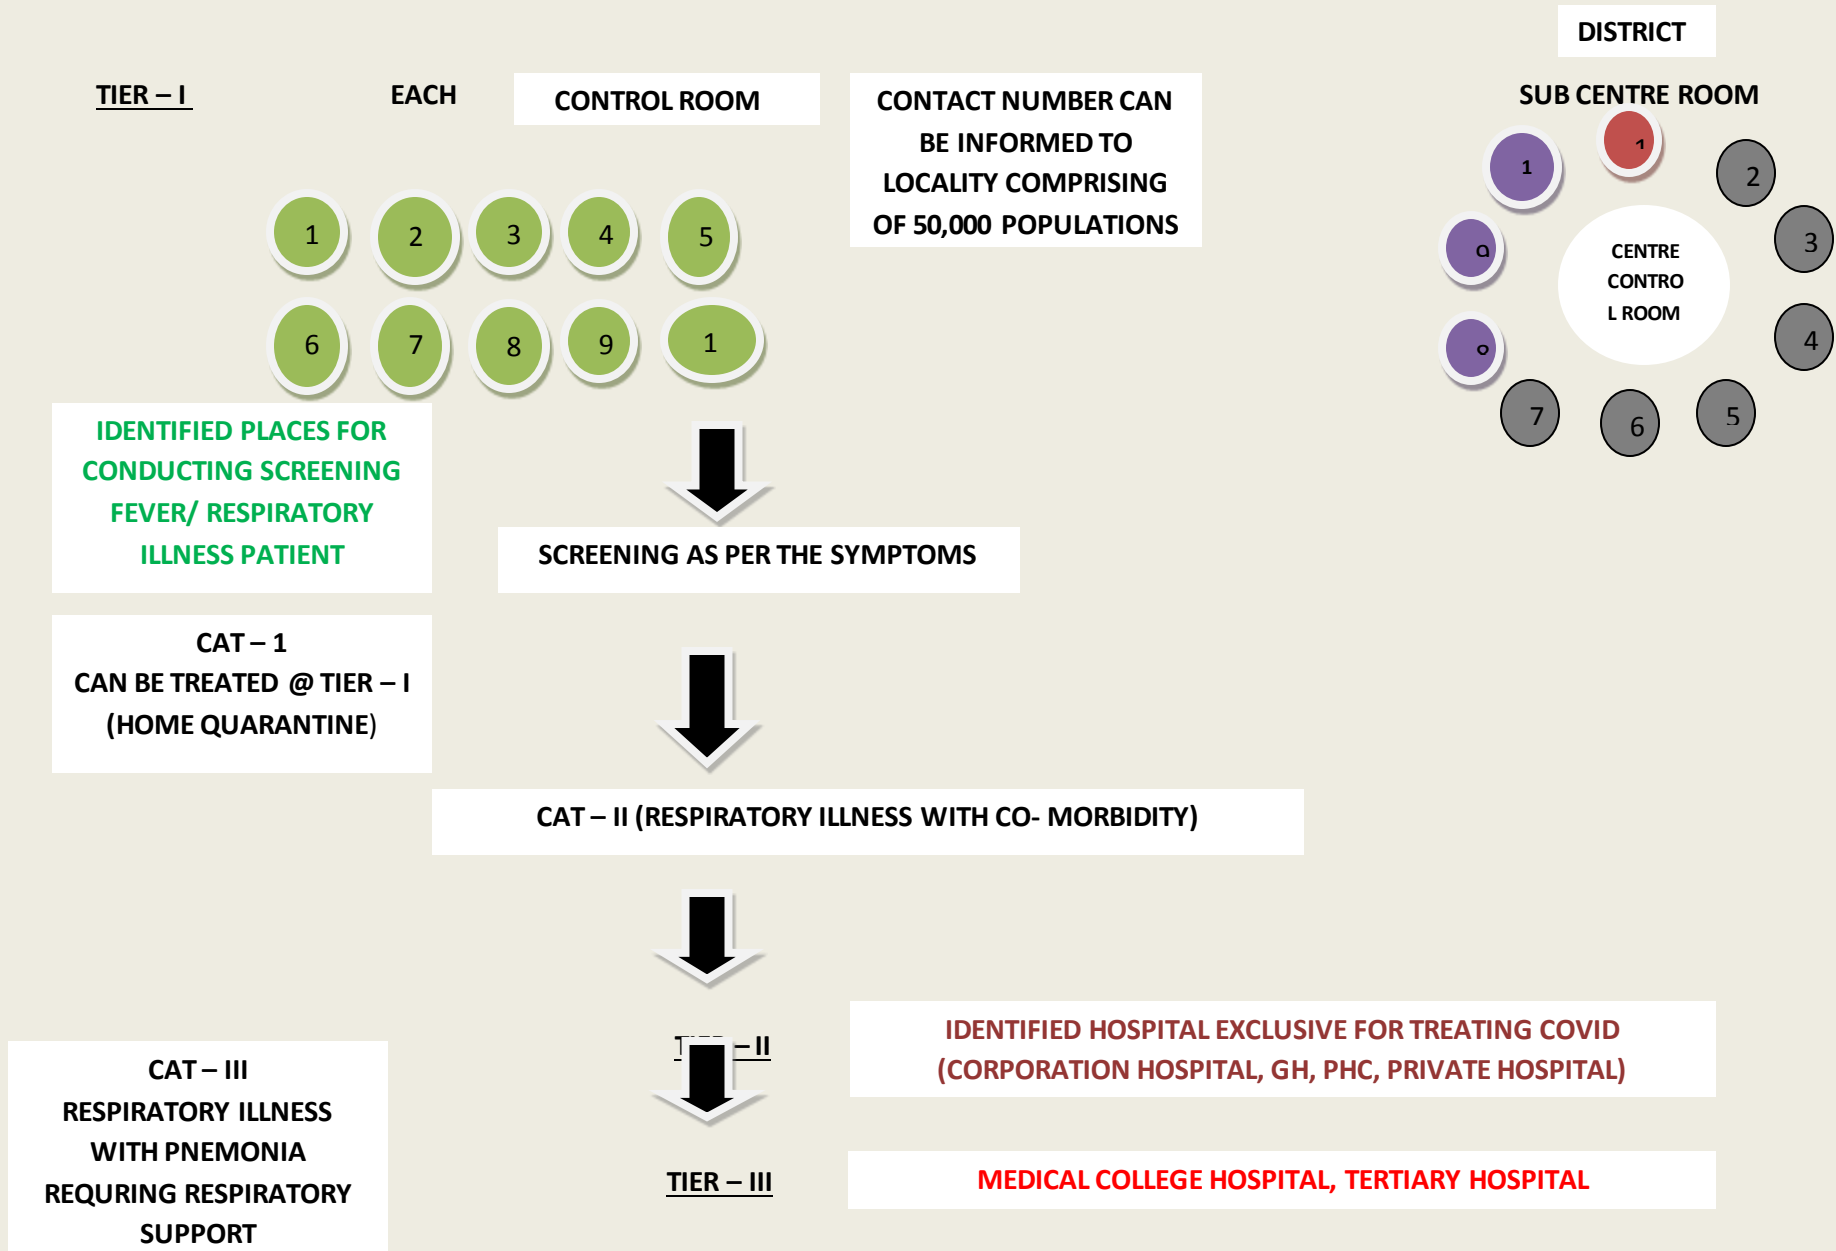 DISTRICT
TIER – I
EACH
CONTROL ROOM
CONTACT NUMBER CAN
BE INFORMED TO
LOCALITY COMPRISING
OF 50,000 POPULATIONS
SUB CENTRE ROOM
1
2
3
4
5
6
7
8
9
1
1
1
2
3
4
5
6
7
CENTRE
CONTRO
L ROOM
IDENTIFIED PLACES FOR
CONDUCTING SCREENING
FEVER/ RESPIRATORY
ILLNESS PATIENT
SCREENING AS PER THE SYMPTOMS
CAT – 1
CAN BE TREATED @ TIER – I
(HOME QUARANTINE)
CAT – II (RESPIRATORY ILLNESS WITH CO- MORBIDITY)
– II
IDENTIFIED HOSPITAL EXCLUSIVE FOR TREATING COVID
(CORPORATION HOSPITAL, GH, PHC, PRIVATE HOSPITAL)
CAT – III
RESPIRATORY ILLNESS
WITH PNEMONIA
REQURING RESPIRATORY
SUPPORT
TIER – III
MEDICAL COLLEGE HOSPITAL, TERTIARY HOSPITAL